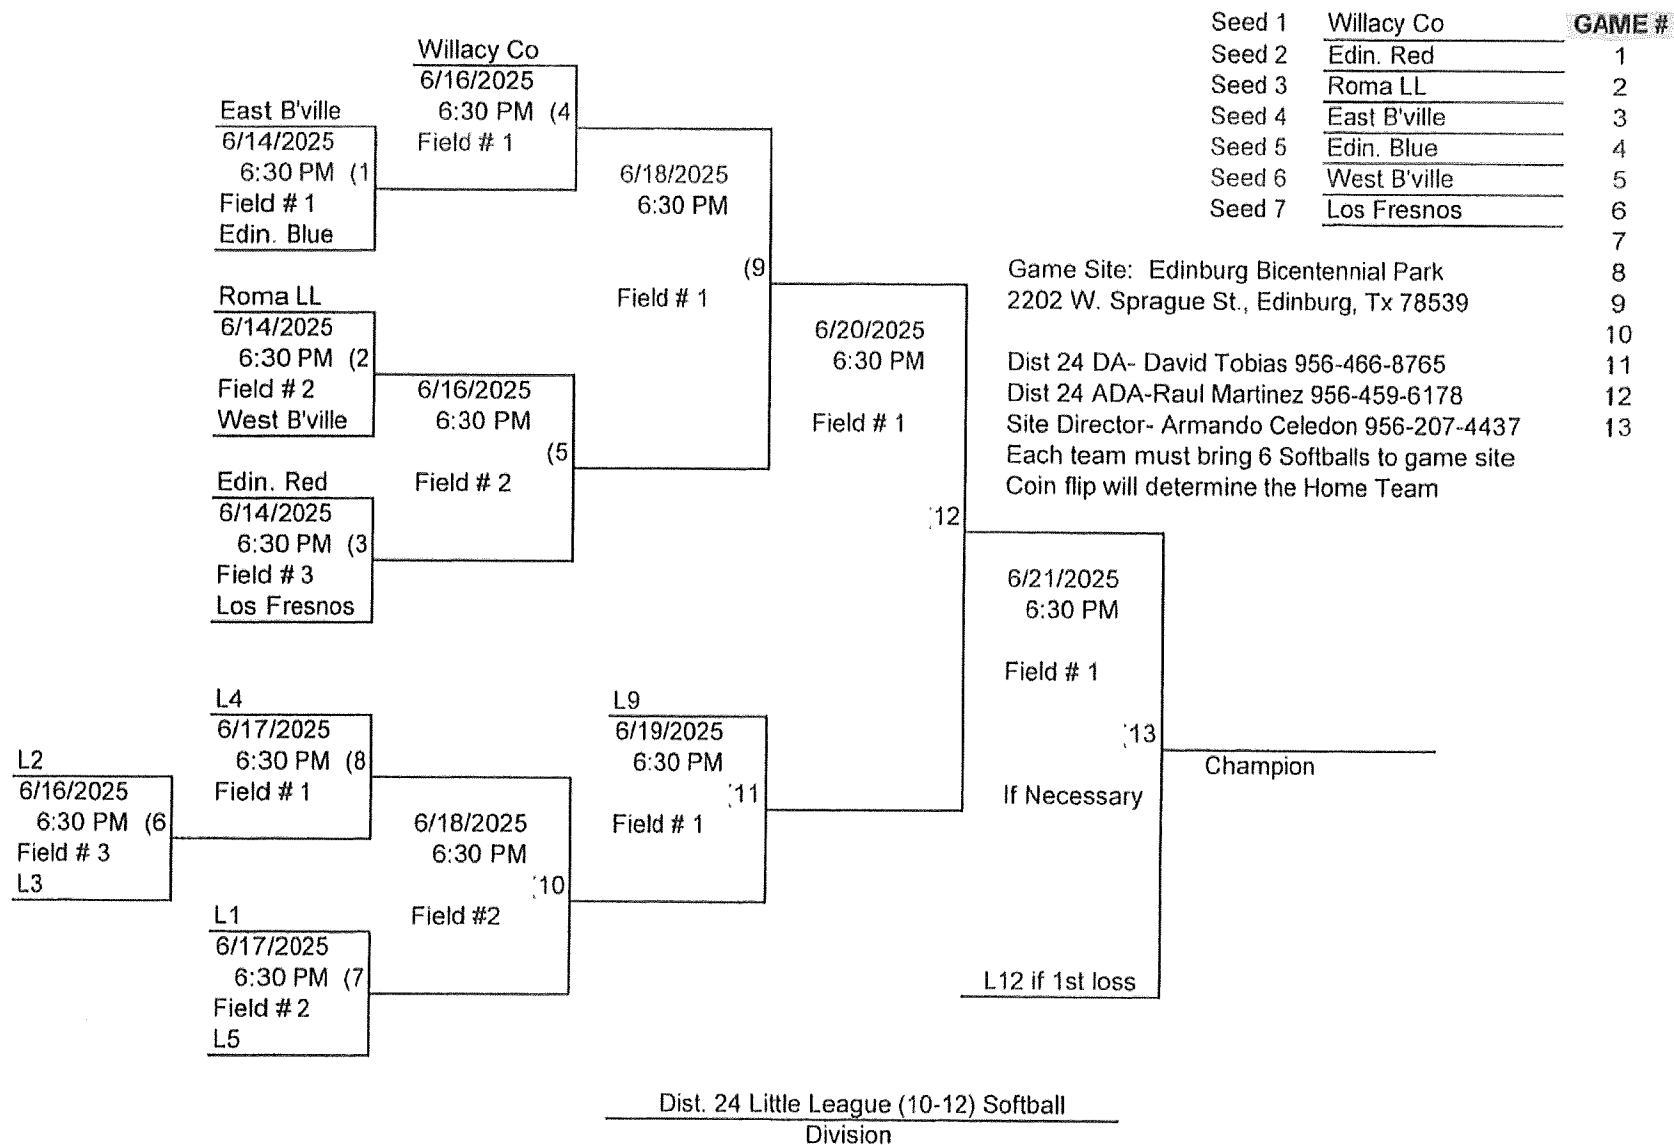 Seed 1 Willacy Co GAME #
Seed 2 Edin. Red 1
Seed 3 Roma LL 2
Seed 4 East B'ville 3
Seed 5 Edin. Blue 4
Seed 6 West B'ville 5
Seed 7 Los Fresnos 6
7
8
9
10
11
12
13
Game Site: Edinburg Bicentennial Park
2202 W. Sprague St., Edinburg, Tx 78539
Dist 24 DA- David Tobias 956-466-8765
Dist 24 ADA-Raul Martinez 956-459-6178
Site Director- Armando Celedon 956-207-4437
Each team must bring 6 Softballs to game site
Coin flip will determine the Home Team
Willacy Co
6/16/2025
6:30 PM (4
Field # 1
East B'ville
6/14/2025
6:30 PM (1
Field # 1
Edin. Blue
Roma LL
6/14/2025
6:30 PM (2
Field # 2
West B'ville
Edin. Red
6/14/2025
6:30 PM (3
Field # 3
Los Fresnos
6/16/2025
6:30 PM
(5
Field # 2
6/18/2025
6:30 PM
(9
Field # 1
6/20/2025
6:30 PM
Field # 1
(12
6/21/2025
6:30 PM
Field # 1
(13
If Necessary
Champion
L12 if 1st loss
L2
6/16/2025
6:30 PM (6
Field # 3
L3
L4
6/17/2025
6:30 PM (8
Field # 1
L1
6/17/2025
6:30 PM (7
Field # 2
L5
6/18/2025
6:30 PM
(10
Field #2
L9
6/19/2025
6:30 PM
(11
Field # 1
Dist. 24 Little League (10-12) Softball
Division